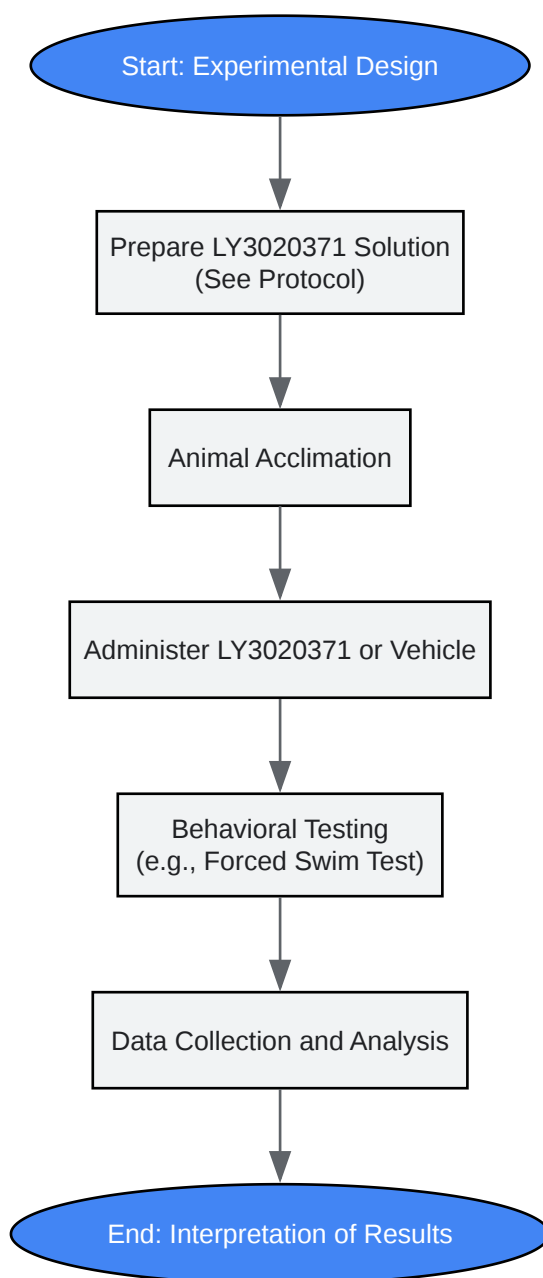 Start: Experimental Design
Prepare LY3020371 Solution
(See Protocol)
Animal Acclimation
Administer LY3020371 or Vehicle
Behavioral Testing
(e.g., Forced Swim Test)
Data Collection and Analysis
End: Interpretation of Results